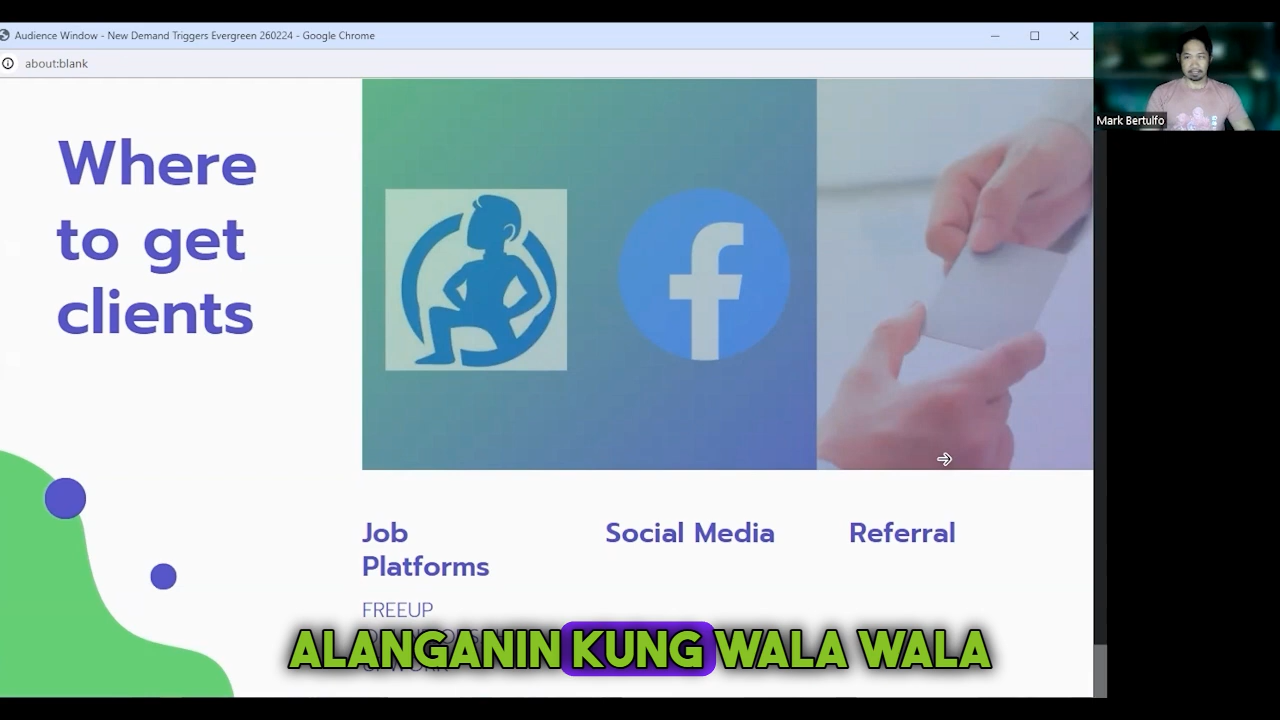 Audience Window - New Demand Triggers Evergreen 260224 - Google Chrome
about:blank
Mark Bertulfo
Where
to get
clients
Job
Platforms
Social Media
Referral
FREEUP
ALANGANIN KUNG WALA WALA